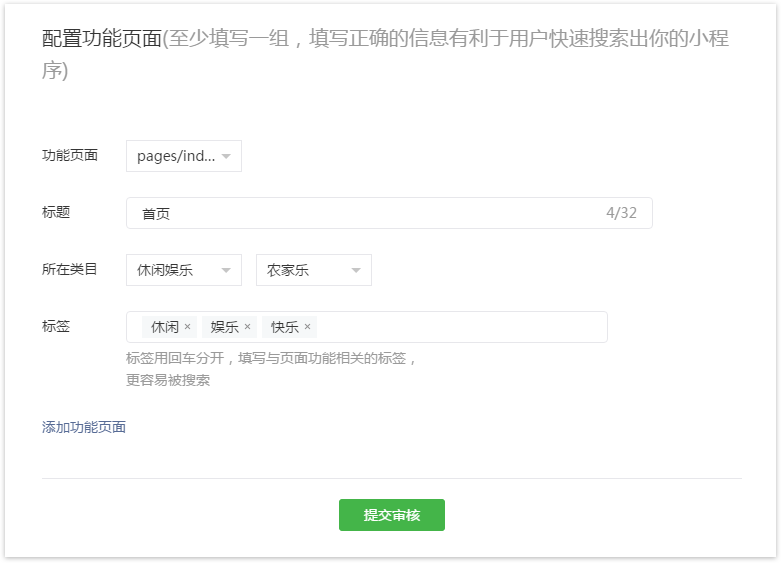 配置功能页面(至少填写一组，填写正确的信息有利于用户快速搜索出你的小程
序)
功能页面 pages/ind...
标题 首页 4/32
所在类目 休闲娱乐 农家乐
标签 休闲 × 娱乐 × 快乐 ×
标签用回车分开，填写与页面功能相关的标签，
更容易被搜索
添加功能页面
提交审核